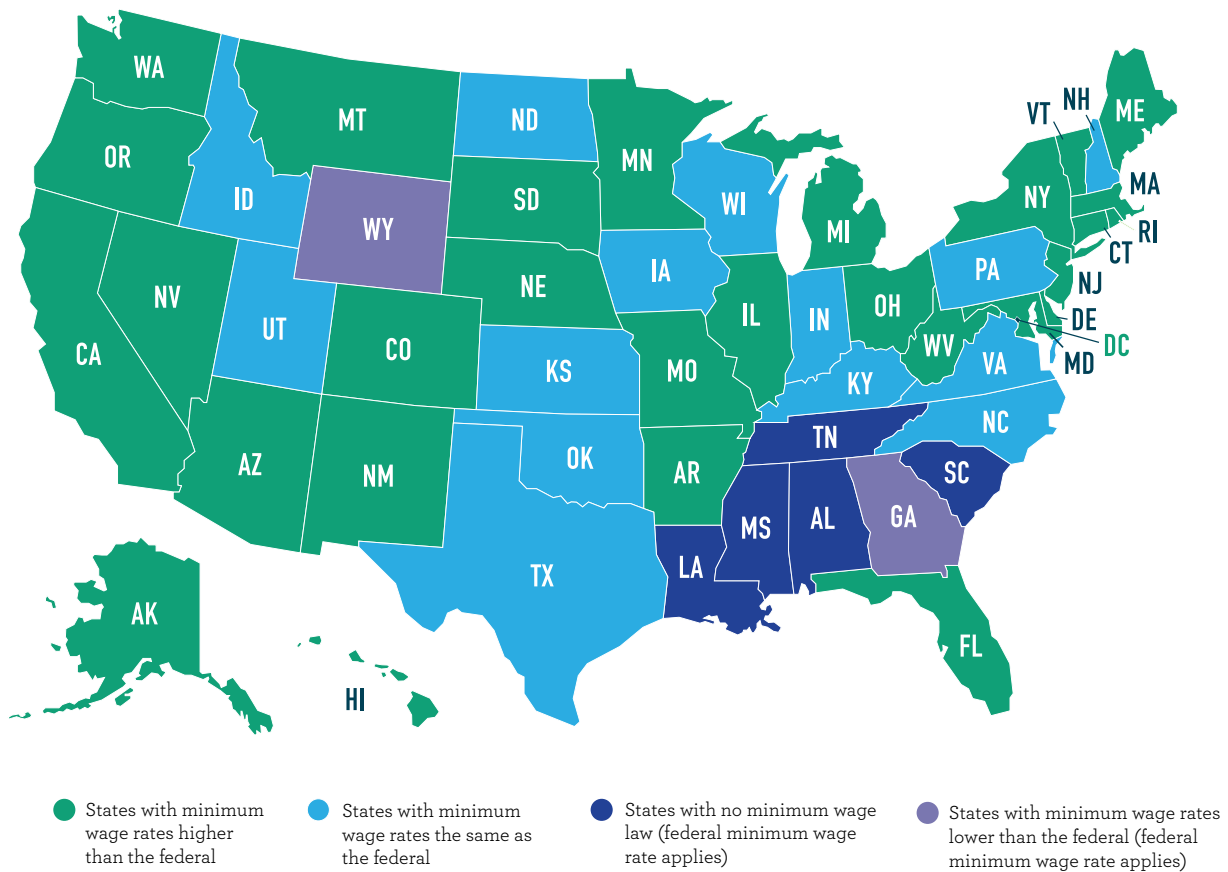 WA
MT
ND
MN
VT
NH
ME
OR
ID
WY
SD
WI
MI
NY
MA
RI
CT
NV
UT
CO
NE
IA
IL
IN
OH
PA
NJ
DE
DC
MD
WV
VA
CA
KS
MO
KY
NC
AZ
NM
OK
AR
TN
SC
MS
AL
GA
LA
TX
FL
AK
HI
States with minimum
wage rates higher
than the federal
States with minimum
wage rates the same as
the federal
States with no minimum wage
law (federal minimum wage
rate applies)
States with minimum wage rates
lower than the federal (federal
minimum wage rate applies)